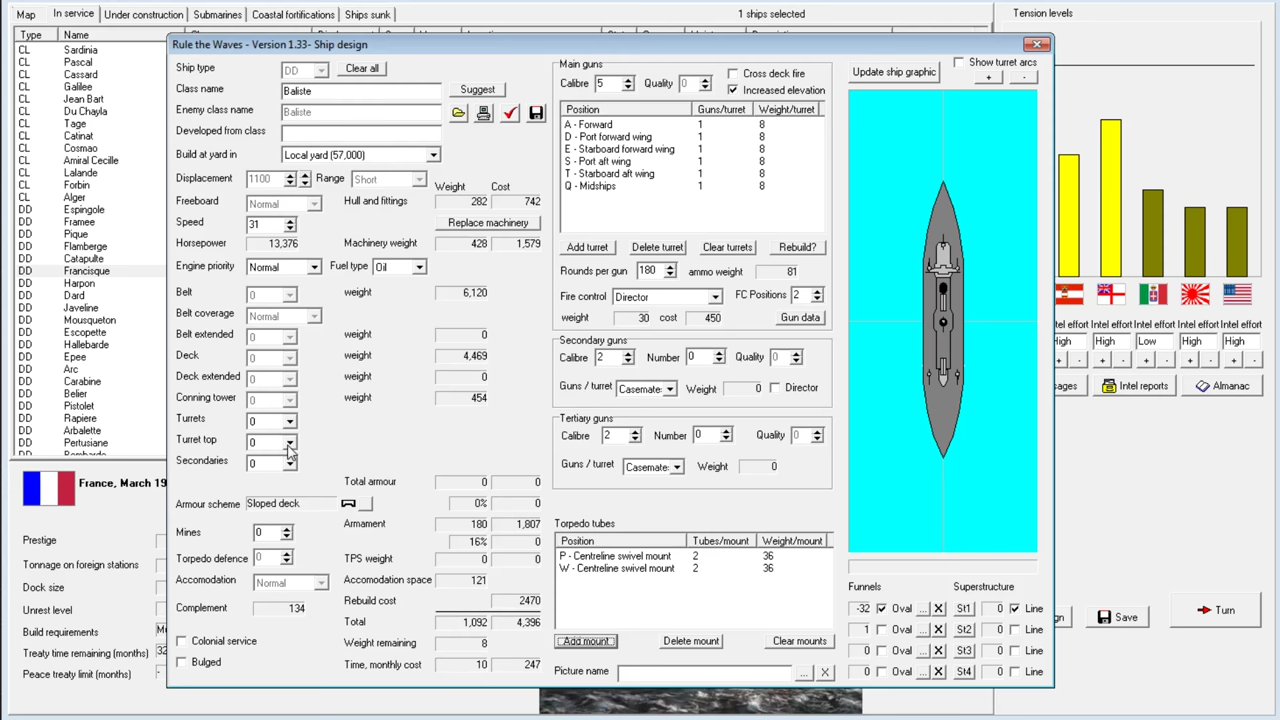 Map
In service
Under construction
Submarines
Coastal fortifications
Ships sunk
1 ships selected
Tension levels
Type
Name
CL Sardinia
CL Pascal
CL Cassard
CL Galilee
CL Jean Bart
CL Du Chayla
CL Tage
CL Catinat
CL Cosmao
CL Amiral Cecille
CL Lalande
CL Forbin
CL Alger
DD Espingole
DD Framee
DD Pique
DD Flamberge
DD Catapulte
DD Francisque
DD Harpon
DD Dard
DD Javeline
DD Mousqueton
DD Escopette
DD Hallebarde
DD Epee
DD Arc
DD Carabine
DD Belier
DD Pistolet
DD Rapiere
DD Arbalette
DD Pertusiane
France, March 19
Prestige
Tonnage on foreign stations
Dock size
Unrest level
Build requirements
Treaty time remaining (months) 32
Peace treaty limit (months) -
Rule the Waves - Version 1.33- Ship design
Ship type DD Clear all
Class name Baliste Suggest
Enemy class name Baliste
Developed from class
Build at yard in Local yard (57,000)
Displacement 1100 Range Short
Weight Cost
Freeboard Normal Hull and fittings 282 742
Speed 31 Replace machinery
Horsepower 13,376 Machinery weight 428 1,579
Engine priority Normal Fuel type Oil
Belt 0 weight 6,120
Belt coverage Normal
Belt extended 0 weight 0
Deck 0 weight 4,469
Deck extended 0 weight 0
Conning tower 0 weight 454
Turrets 0
Turret top 0
Secondaries 0
Total armour 0 0
Armour scheme Sloped deck 0% 0
Mines 0 Armament 180 1,807
16% 0
Torpedo defence 0 TPS weight 0 0
Accomodation Normal Accomodation space 121
Rebuild cost 2470
Complement 134 Total 1,092 4,396
Colonial service Weight remaining 8
Bulged Time, monthly cost 10 247
Main guns
Calibre 5 Quality 0 Cross deck fire
Increased elevation
Position Guns/turret Weight/turret
A - Forward 1 8
D - Port forward wing 1 8
E - Starboard forward wing 1 8
S - Port aft wing 1 8
T - Starboard aft wing 1 8
Q - Midships 1 8
Add turret Delete turret Clear turrets Rebuild?
Rounds per gun 180 ammo weight 81
Fire control Director FC Positions 2
weight 30 cost 450 Gun data
Secondary guns
Calibre 2 Number 0 Quality 0
Guns / turret Casemate: Weight 0 Director
Tertiary guns
Calibre 2 Number 0 Quality 0
Guns / turret Casemate: Weight 0
Torpedo tubes
Position Tubes/mount Weight/mount
P - Centreline swivel mount 2 36
W - Centreline swivel mount 2 36
Add mount Delete mount Clear mounts
Picture name ... X
Update ship graphic
Show turret arcs
+ -
Funnels Superstructure
-32 Oval ... X St1 0 Line
1 Oval ... X St2 0 Line
0 Oval ... X St3 0 Line
0 Oval ... X St4 0 Line
Intel effort Intel effort Intel effort Intel effort
High High Low High High
+ - + - + - + -
Intel reports
Almanac
Save
Turn